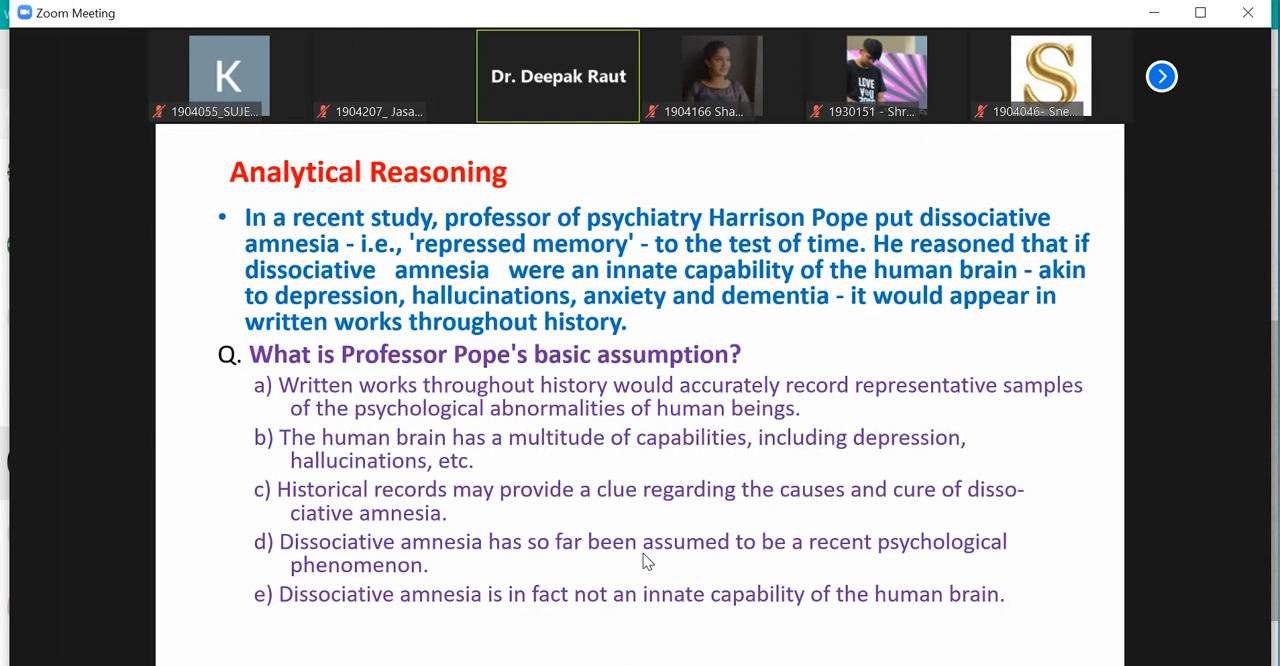 Zoom Meeting
K
1904055_SUJE...
1904207_ Jasa...
Dr. Deepak Raut
1904166 Sha...
LOVE
YOU
1930151 - Shr...
S
1904046- Sne...
Analytical Reasoning
• In a recent study, professor of psychiatry Harrison Pope put dissociative
amnesia - i.e., 'repressed memory' - to the test of time. He reasoned that if
dissociative amnesia were an innate capability of the human brain - akin
to depression, hallucinations, anxiety and dementia - it would appear in
written works throughout history.
Q. What is Professor Pope's basic assumption?
a) Written works throughout history would accurately record representative samples
of the psychological abnormalities of human beings.
b) The human brain has a multitude of capabilities, including depression,
hallucinations, etc.
c) Historical records may provide a clue regarding the causes and cure of disso-
ciative amnesia.
d) Dissociative amnesia has so far been assumed to be a recent psychological
phenomenon.
e) Dissociative amnesia is in fact not an innate capability of the human brain.